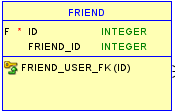 FRIEND
F * ID INTEGER
FRIEND_ID INTEGER
FRIEND_USER_FK (ID)